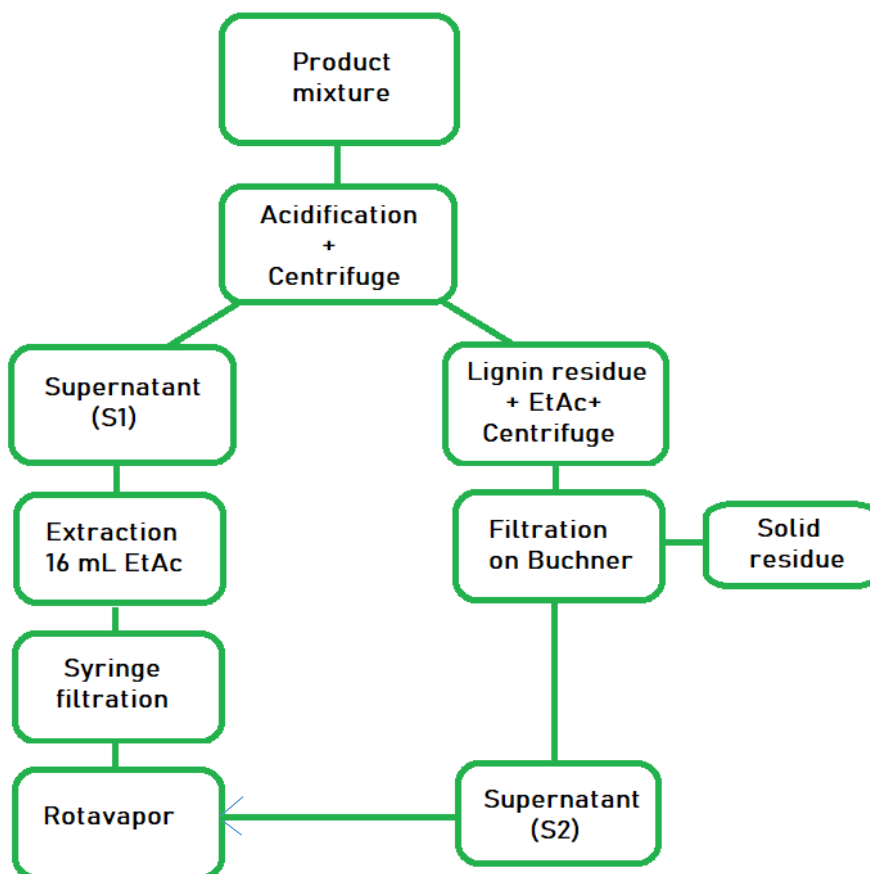 Product
mixture
Acidification
+
Centrifuge
Supernatant
(S1)
Lignin residue
+ EtAc+
Centrifuge
Extraction
16 mL EtAc
Filtration
on Buchner
Solid
residue
Syringe
filtration
Rotavapor
Supernatant
(S2)